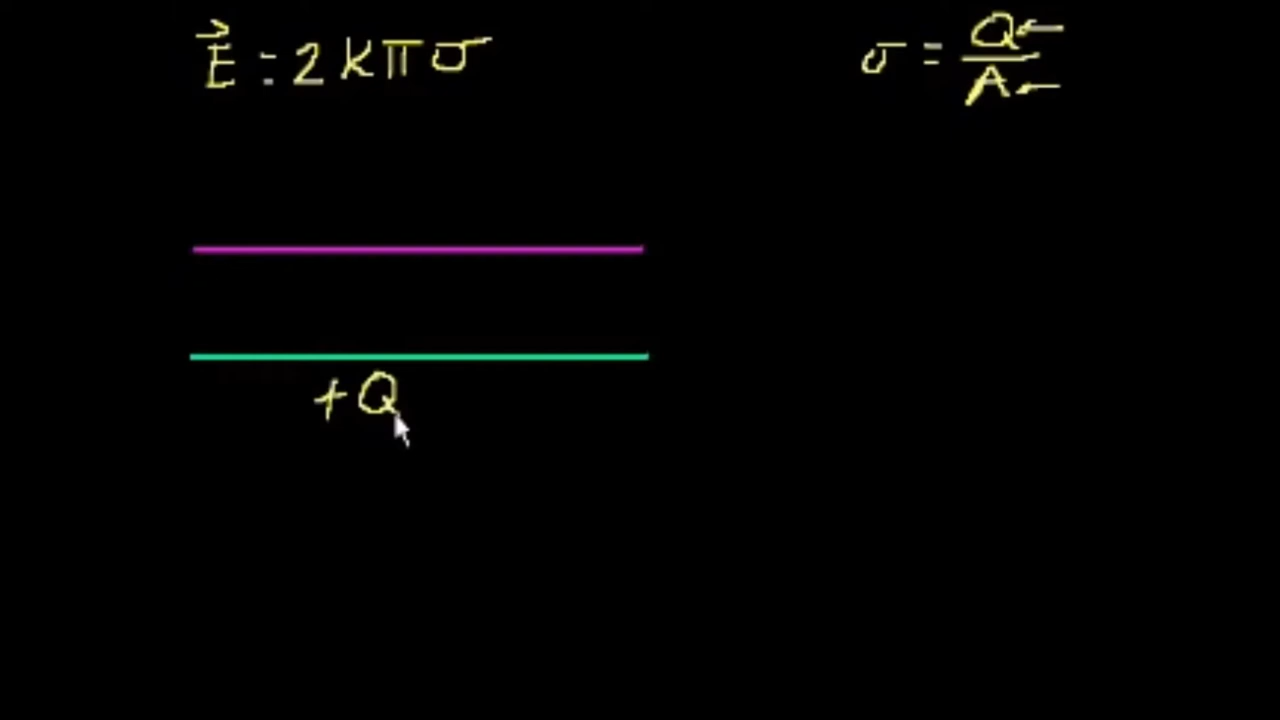 E⃗ = 2kπσ
σ = Q/A
+Q